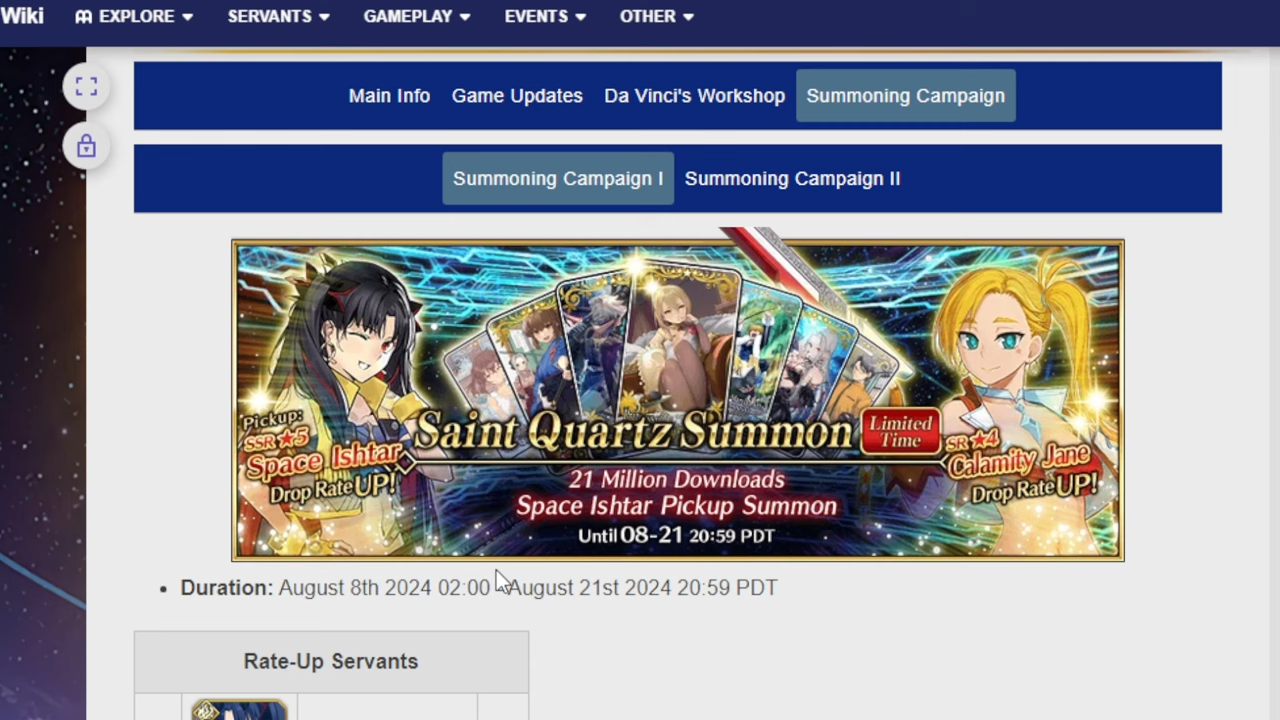 Wiki EXPLORE SERVANTS GAMEPLAY EVENTS OTHER
Main Info Game Updates Da Vinci's Workshop Summoning Campaign
Summoning Campaign I Summoning Campaign II
Pickup:
SSR ★5
Space Ishtar
Drop Rate UP!
Saint Quartz Summon
Limited
Time
21 Million Downloads
Space Ishtar Pickup Summon
Until 08-21 20:59 PDT
SR ★4
Calamity Jane
Drop Rate UP!
• Duration: August 8th 2024 02:00 August 21st 2024 20:59 PDT
Rate-Up Servants